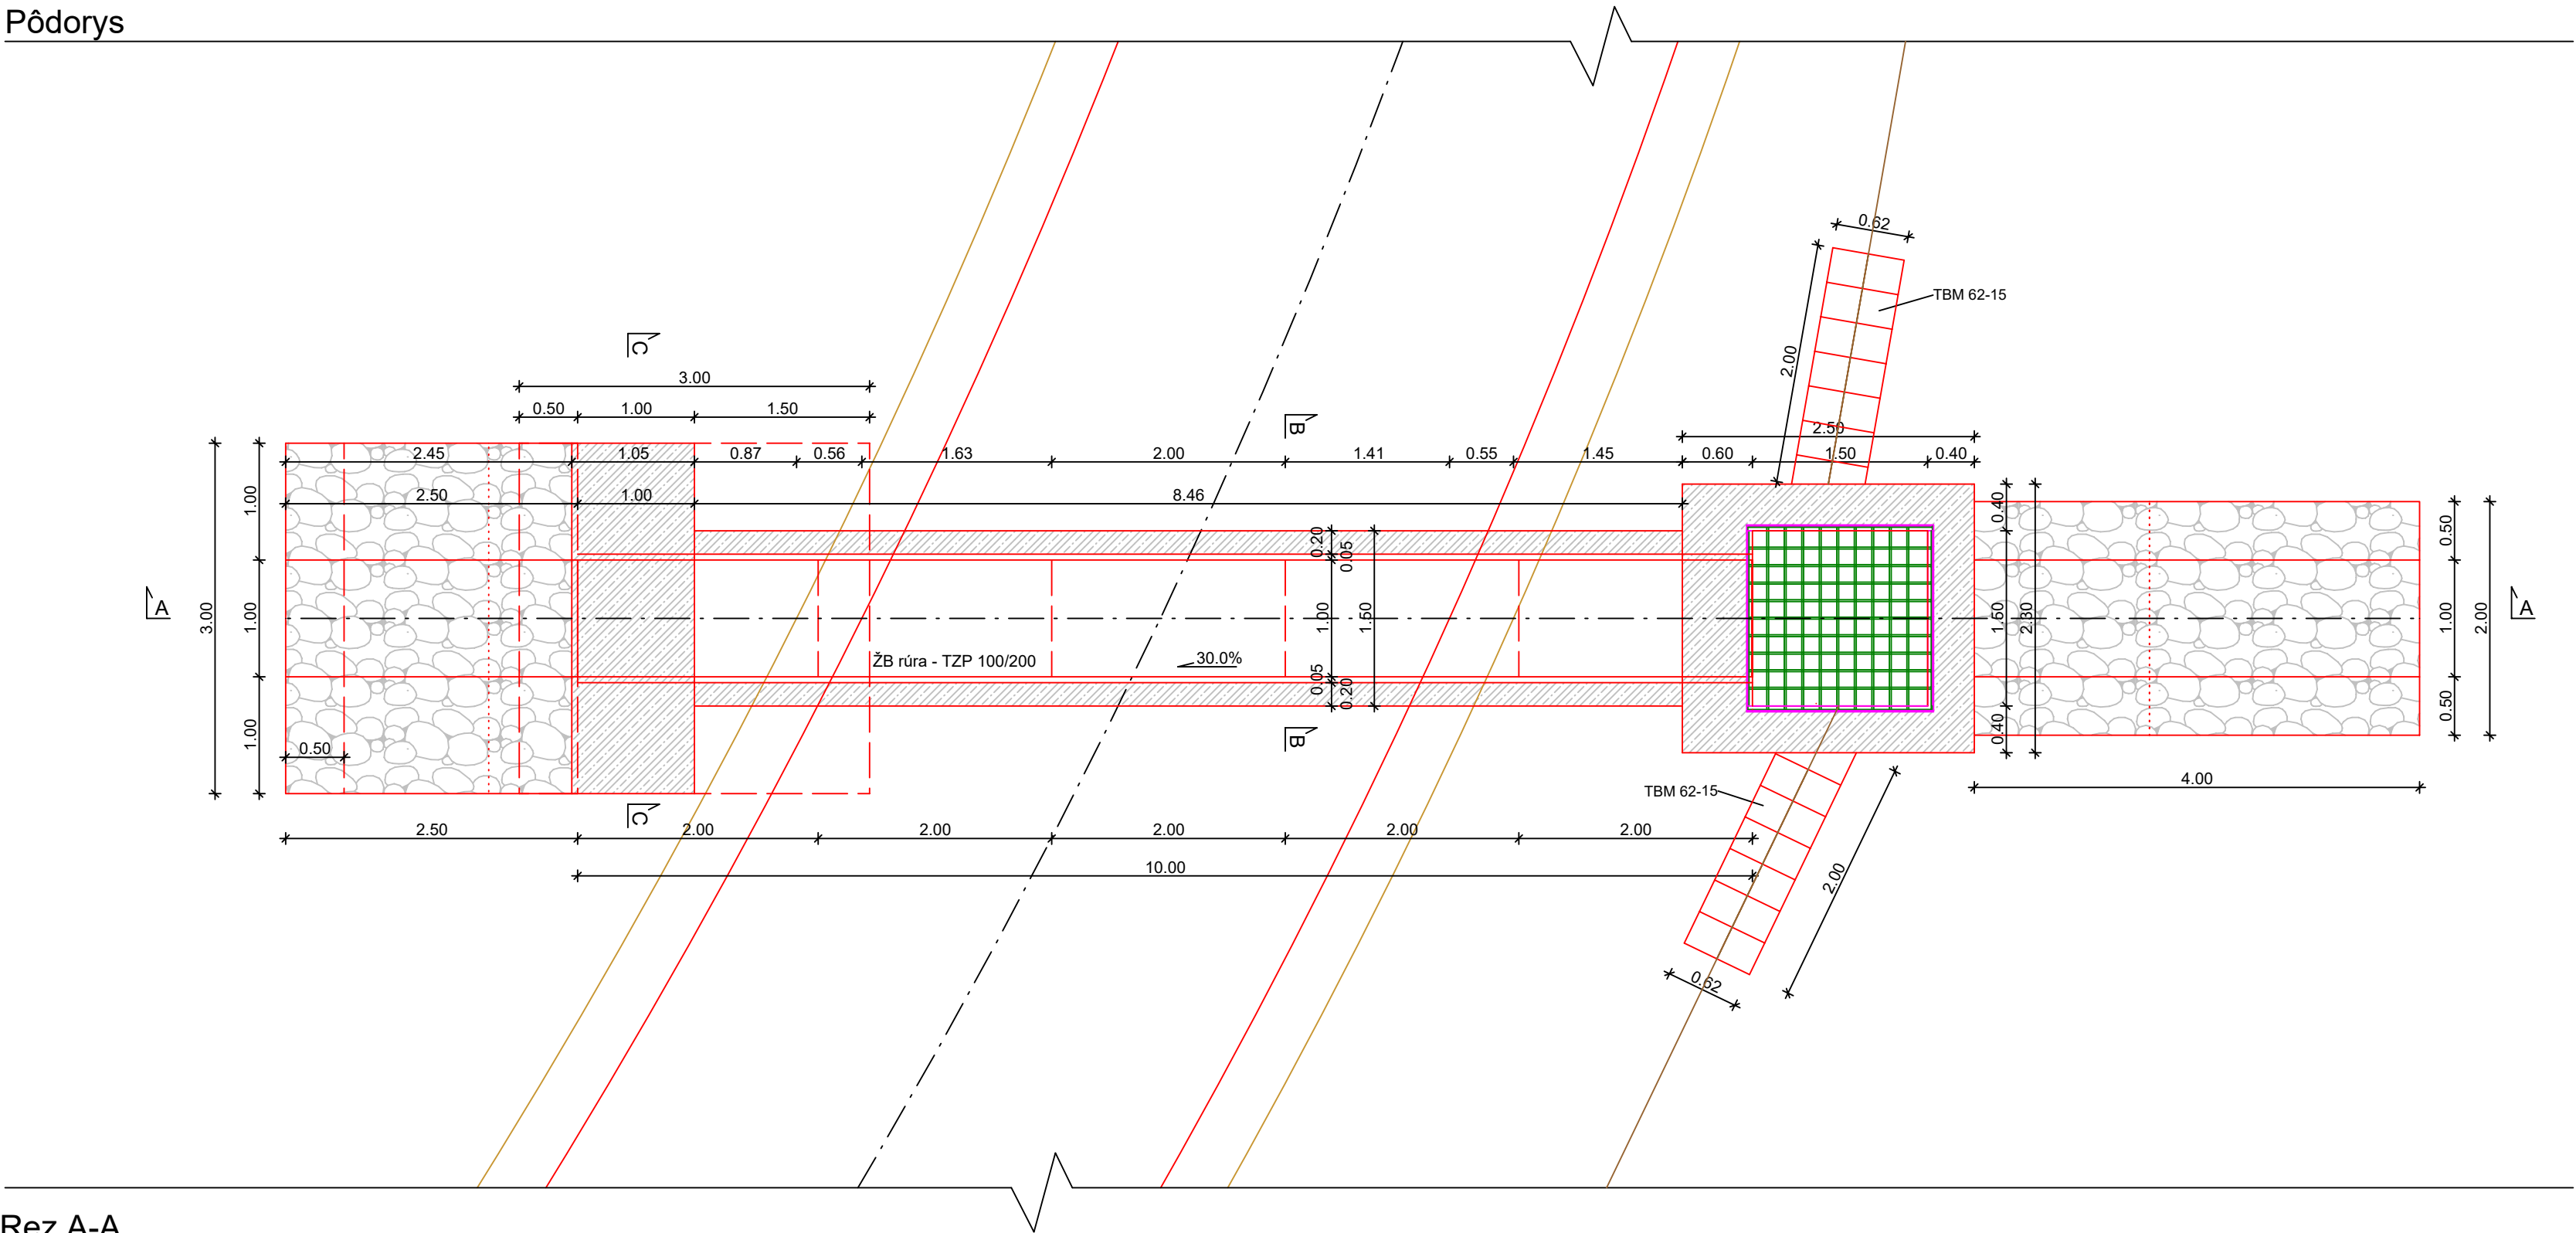 Pôdorys
0.62
TBM 62-15
2.00
C
3.00
0.50 1.00 1.50
B
2.50
2.45 1.05 0.87 0.56 1.63 2.00 1.41 0.55 1.45 0.60 1.50 0.40
2.50 1.00 8.46
1.00
0.40
0.50
0.20
0.05
A
3.00
1.00
1.00
1.50
1.50
2.30
1.00
2.00
A
ŽB rúra - TZP 100/200
30.0%
0.05
0.20
1.00
0.40
0.50
B
0.50
TBM 62-15
4.00
C
2.50 2.00 2.00 2.00 2.00 2.00
10.00
2.00
0.62
Rez A-A